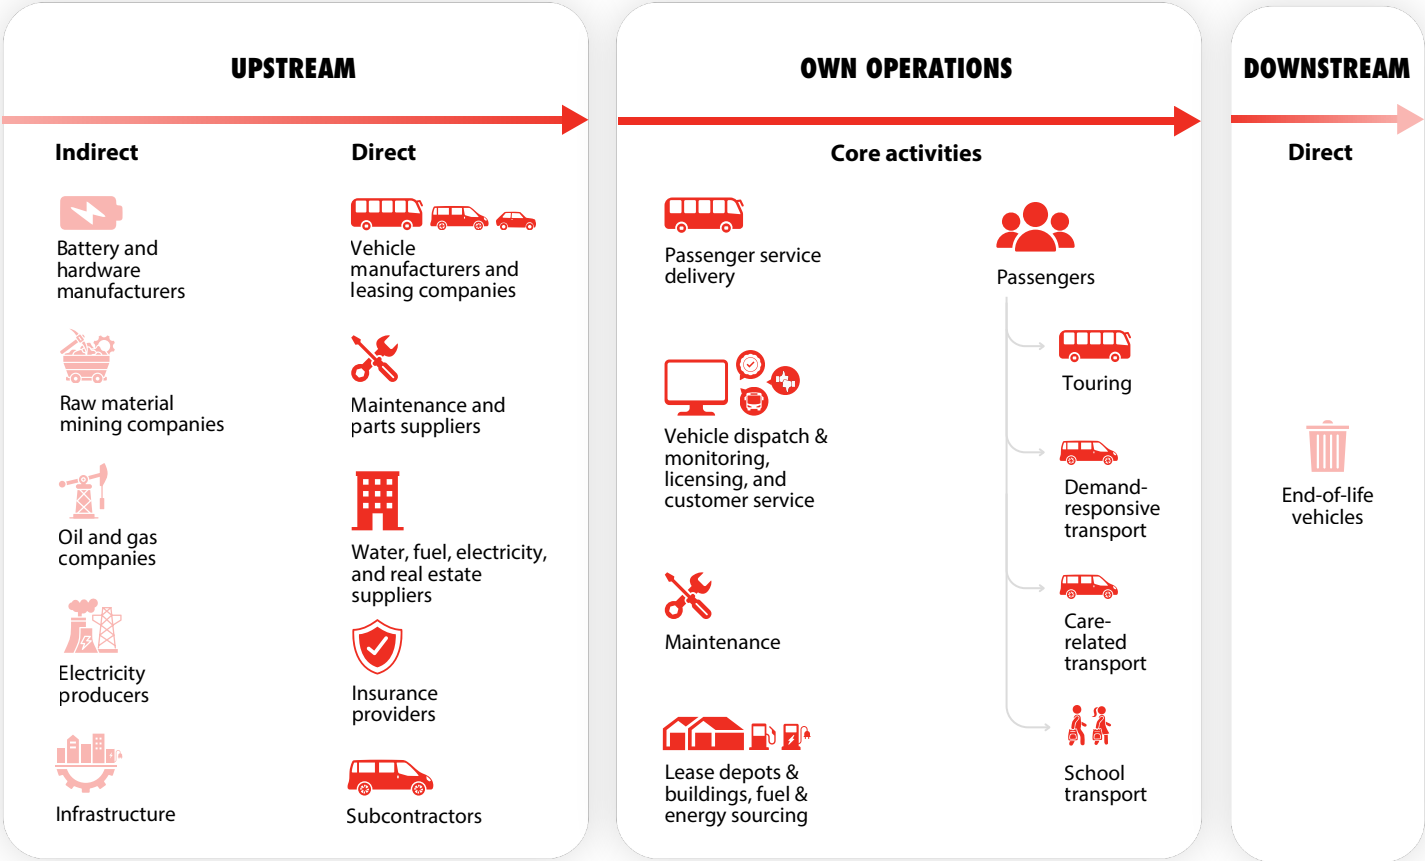 UPSTREAM
Indirect
Battery and
hardware
manufacturers
Raw material
mining companies
Oil and gas
companies
Electricity
producers
Infrastructure
Direct
Vehicle
manufacturers and
leasing companies
Maintenance and
parts suppliers
Water, fuel, electricity,
and real estate
suppliers
Insurance
providers
Subcontractors
OWN OPERATIONS
Core activities
Passenger service
delivery
Vehicle dispatch &
monitoring,
licensing, and
customer service
Maintenance
Lease depots &
buildings, fuel &
energy sourcing
Passengers
Touring
Demand-
responsive
transport
Care-
related
transport
School
transport
DOWNSTREAM
Direct
End-of-life
vehicles